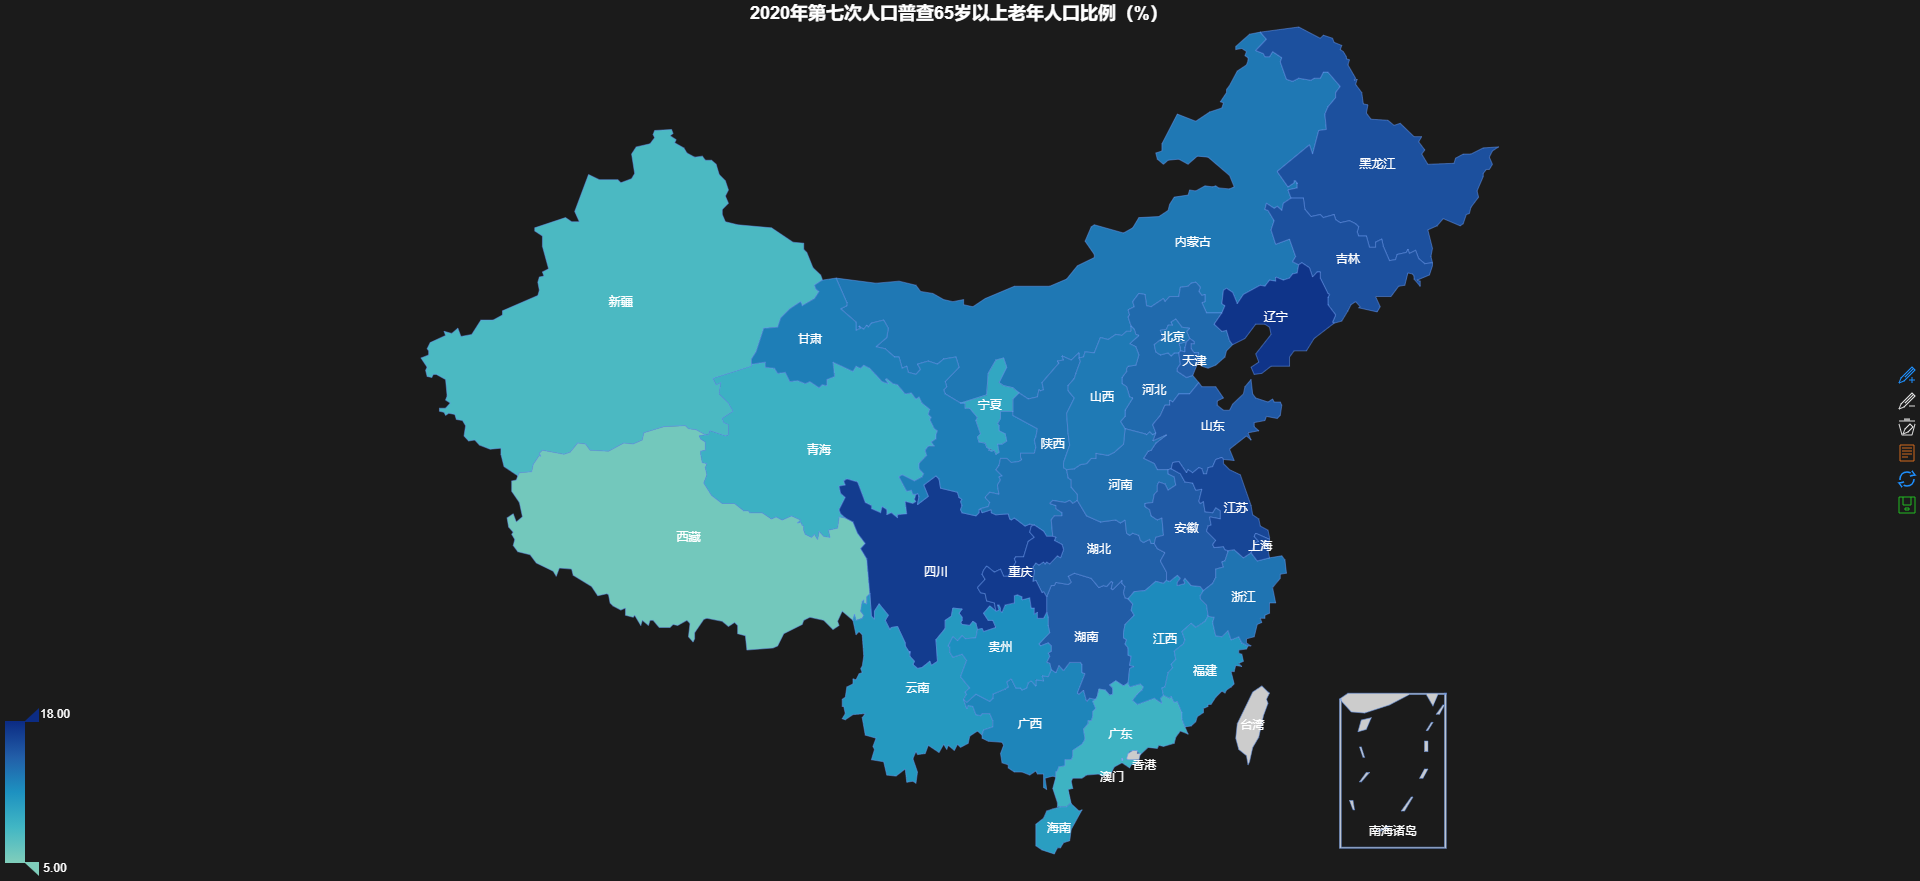 2020年第七次人口普查65岁以上老年人口比例（%）
黑龙江
内蒙古
吉林
新疆
辽宁
甘肃
北京
天津
河北
山西
宁夏
山东
陕西
青海
河南
江苏
安徽
西藏
上海
湖北
四川
重庆
浙江
湖南
江西
贵州
福建
云南
广西
台湾
广东
香港
澳门
海南
南海诸岛
18.00
5.00